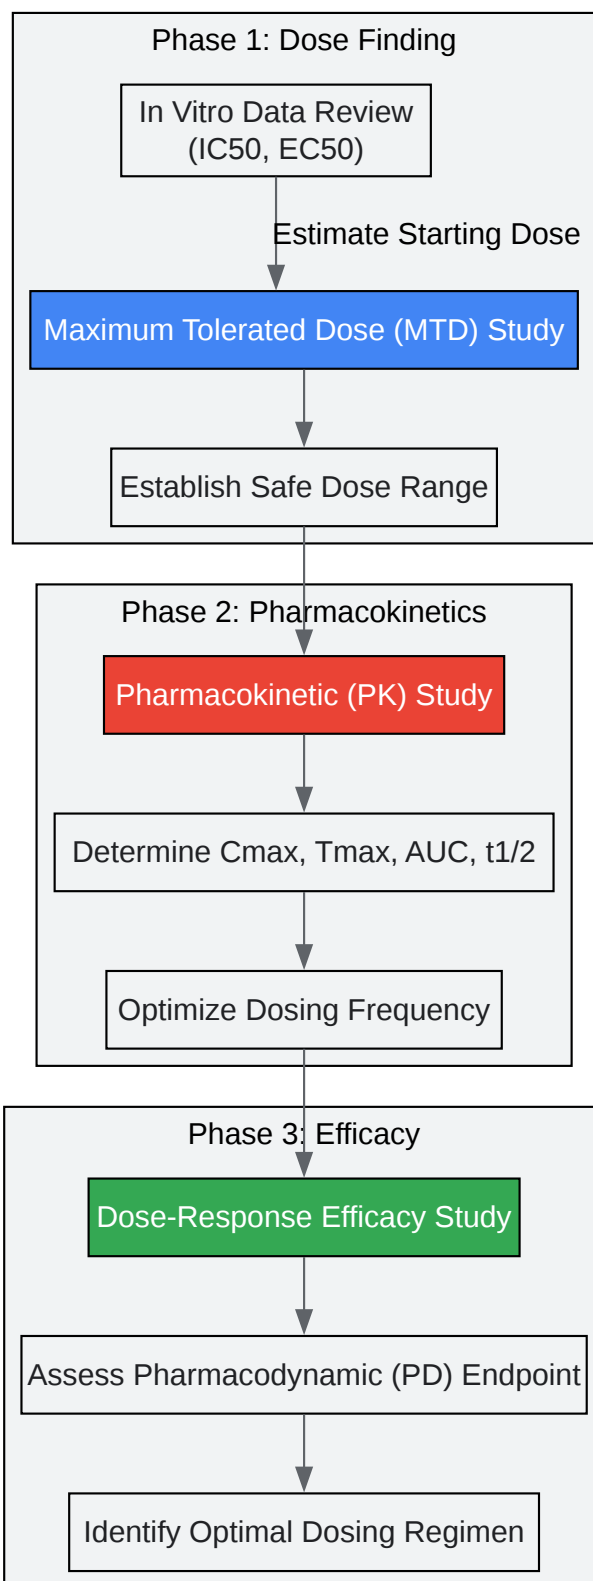 Phase 1: Dose Finding
In Vitro Data Review
(IC50, EC50)
Estimate Starting Dose
Maximum Tolerated Dose (MTD) Study
Establish Safe Dose Range
Phase 2: Pharmacokinetics
Pharmacokinetic (PK) Study
Determine Cmax, Tmax, AUC, t1/2
Optimize Dosing Frequency
Phase 3: Efficacy
Dose-Response Efficacy Study
Assess Pharmacodynamic (PD) Endpoint
Identify Optimal Dosing Regimen